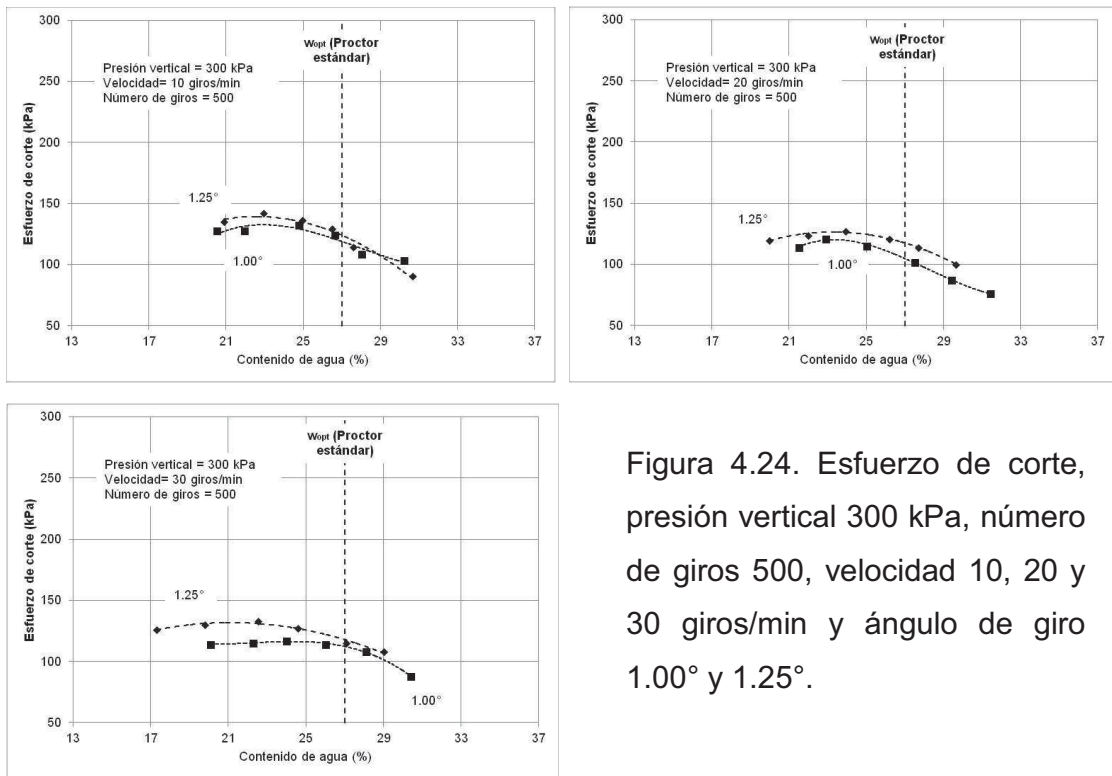 300
250
200
150
100
50
Esfuerzo de corte (kPa)
Wopt (Proctor
estándar)
Presión vertical = 300 kPa
Velocidad= 10 giros/min
Número de giros = 500
1.25°
1.00°
13 17 21 25 29 33 37
Contenido de agua (%)
300
250
200
150
100
50
Esfuerzo de corte (kPa)
Wopt (Proctor
estándar)
Presión vertical = 300 kPa
Velocidad= 20 giros/min
Número de giros = 500
1.25°
1.00°
13 17 21 25 29 33 37
Contenido de agua (%)
300
250
200
150
100
50
Esfuerzo de corte (kPa)
Wopt (Proctor
estándar)
Presión vertical = 300 kPa
Velocidad= 30 giros/min
Número de giros = 500
1.25°
1.00°
13 17 21 25 29 33 37
Contenido de agua (%)
Figura 4.24. Esfuerzo de corte,
presión vertical 300 kPa, número
de giros 500, velocidad 10, 20 y
30 giros/min y ángulo de giro
1.00° y 1.25°.